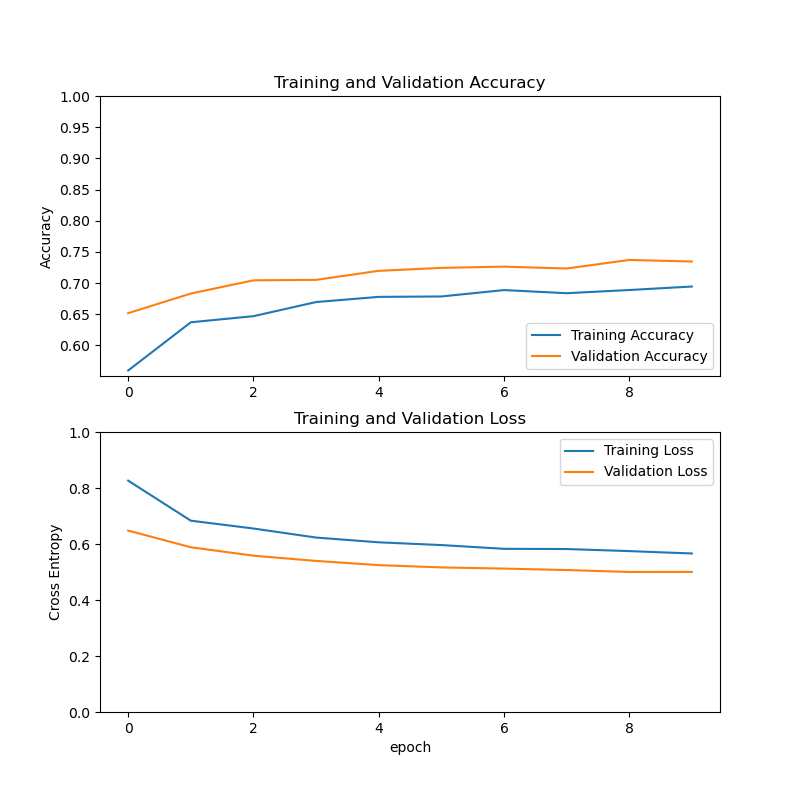 Training and Validation Accuracy
Accuracy
1.00
0.95
0.90
0.85
0.80
0.75
0.70
0.65
0.60
Training Accuracy
Validation Accuracy
0 2 4 6 8
Training and Validation Loss
Cross Entropy
1.0
0.8
0.6
0.4
0.2
0.0
Training Loss
Validation Loss
0 2 4 6 8
epoch